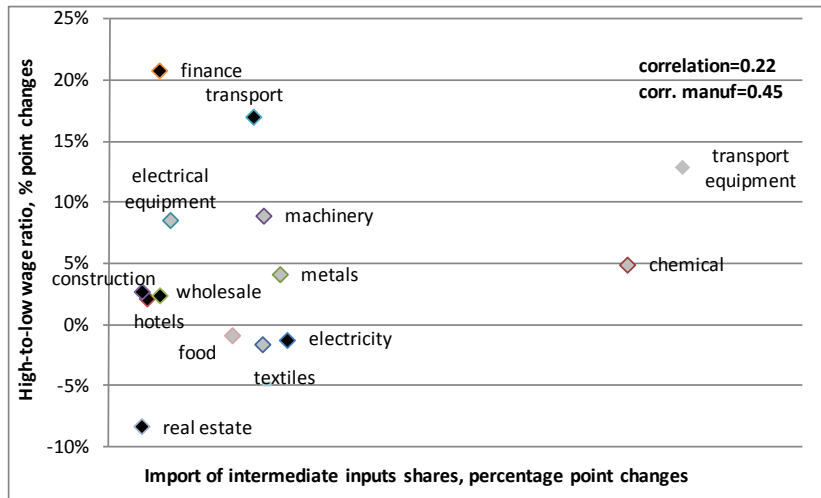 25%
20%
15%
10%
5%
0%
-5%
-10%
High-to-low wage ratio, % point changes
correlation=0.22
corr. manuf=0.45
finance
transport
transport
equipment
electrical
equipment
machinery
construction
metals
chemical
wholesale
hotels
food
electricity
textiles
real estate
Import of intermediate inputs shares, percentage point changes